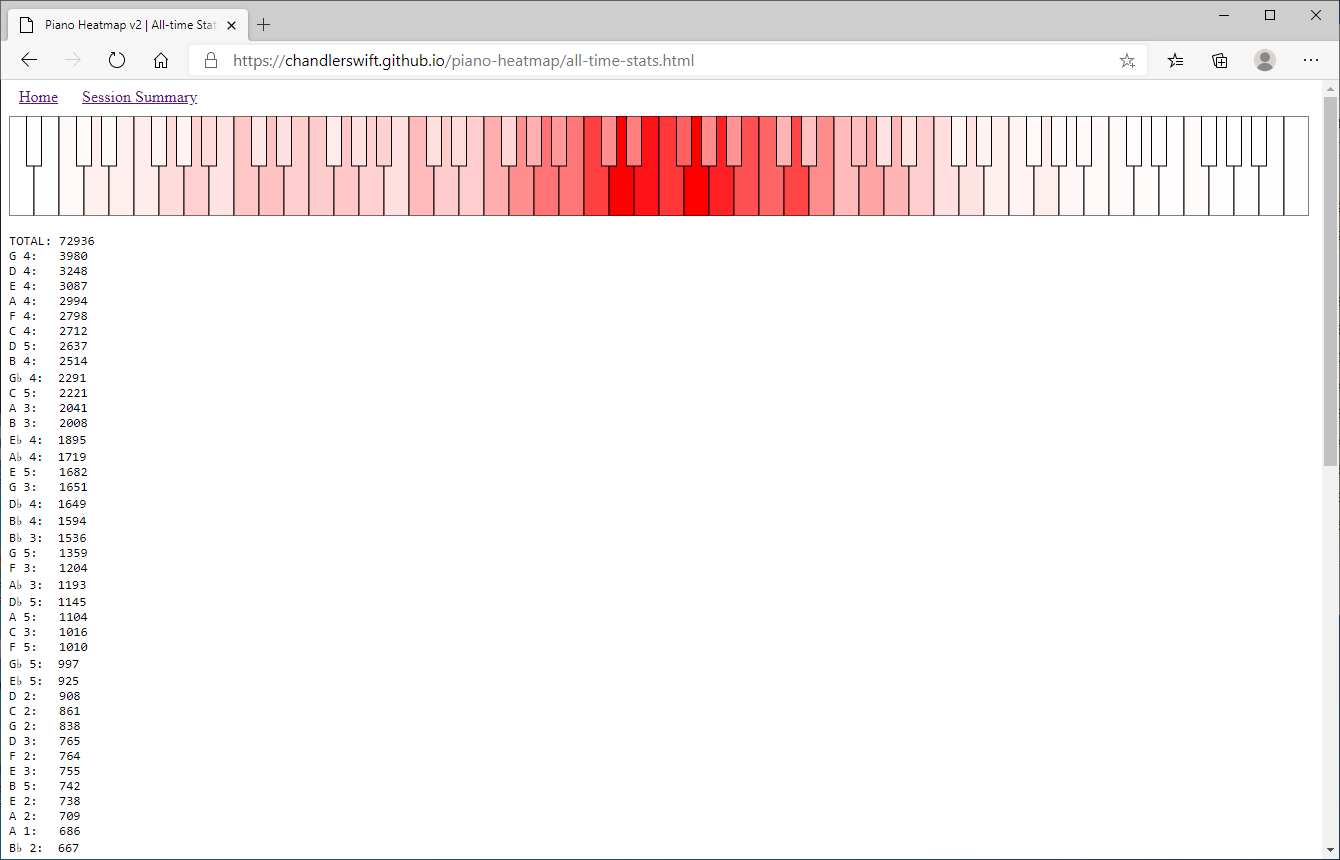 Piano Heatmap v2 | All-time Stat
https://chandlerswift.github.io/piano-heatmap/all-time-stats.html
Home Session Summary
TOTAL: 72936
G 4: 3980
D 4: 3248
E 4: 3087
A 4: 2994
F 4: 2798
C 4: 2712
D 5: 2637
B 4: 2514
G♭ 4: 2291
C 5: 2221
A 3: 2041
B 3: 2008
E♭ 4: 1895
A♭ 4: 1719
E 5: 1682
G 3: 1651
D♭ 4: 1649
B♭ 4: 1594
B♭ 3: 1536
G 5: 1359
F 3: 1204
A♭ 3: 1193
D♭ 5: 1145
A 5: 1104
C 3: 1016
F 5: 1010
G♭ 5: 997
E♭ 5: 925
D 2: 908
C 2: 861
G 2: 838
D 3: 765
F 2: 764
E 3: 755
B 5: 742
E 2: 738
A 2: 709
A 1: 686
B♭ 2: 667